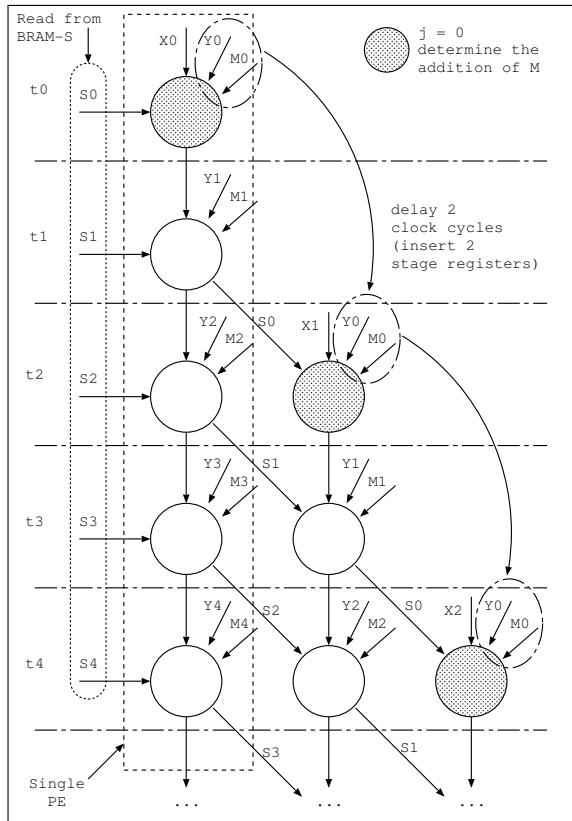 Read from
BRAM-S
X0
Y0
M0
j = 0
determine the
addition of M
t0
S0
Y1
M1
t1
S1
delay 2
clock cycles
(insert 2
stage registers)
Y2
M2
S0
X1
Y0
M0
t2
S2
Y3
M3
S1
Y1
M1
t3
S3
Y4
M4
S2
Y2
M2
S0
X2
Y0
M0
t4
S4
S3
S1
Single
PE
...
...
...